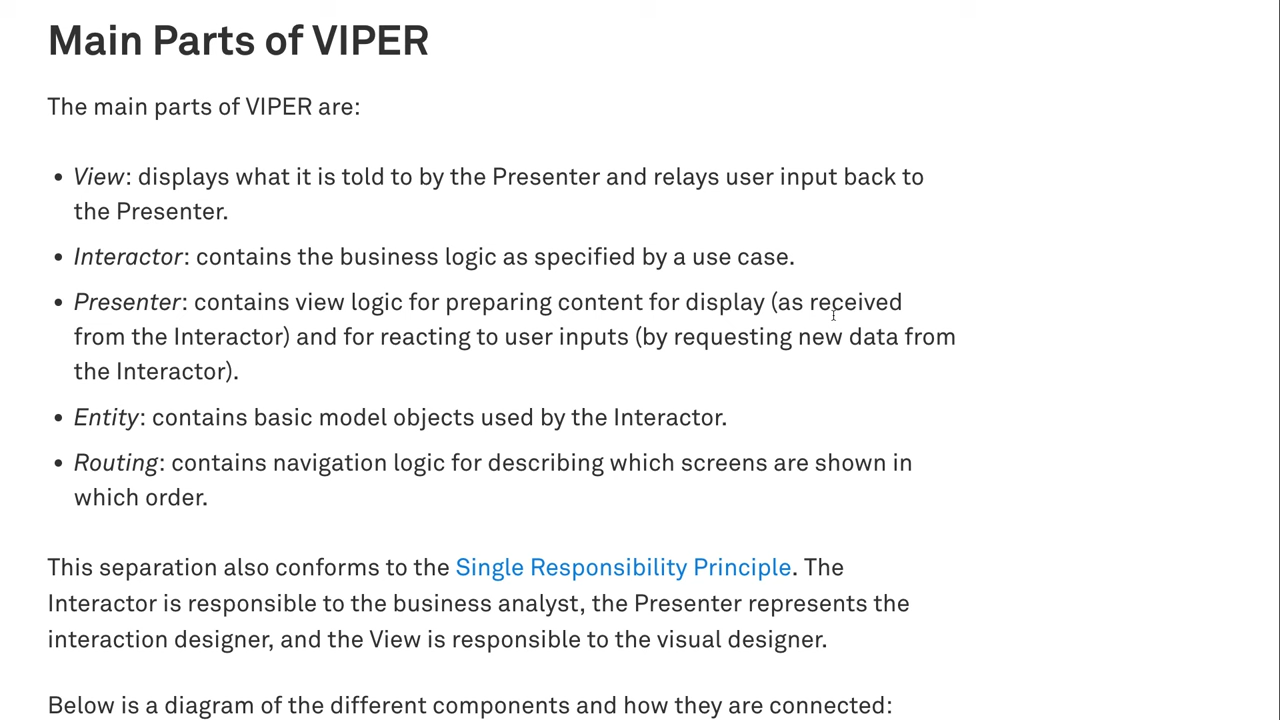 Main Parts of VIPER
The main parts of VIPER are:
• View: displays what it is told to by the Presenter and relays user input back to
the Presenter.
• Interactor: contains the business logic as specified by a use case.
• Presenter: contains view logic for preparing content for display (as received
from the Interactor) and for reacting to user inputs (by requesting new data from
the Interactor).
• Entity: contains basic model objects used by the Interactor.
• Routing: contains navigation logic for describing which screens are shown in
which order.
This separation also conforms to the Single Responsibility Principle. The
Interactor is responsible to the business analyst, the Presenter represents the
interaction designer, and the View is responsible to the visual designer.
Below is a diagram of the different components and how they are connected: